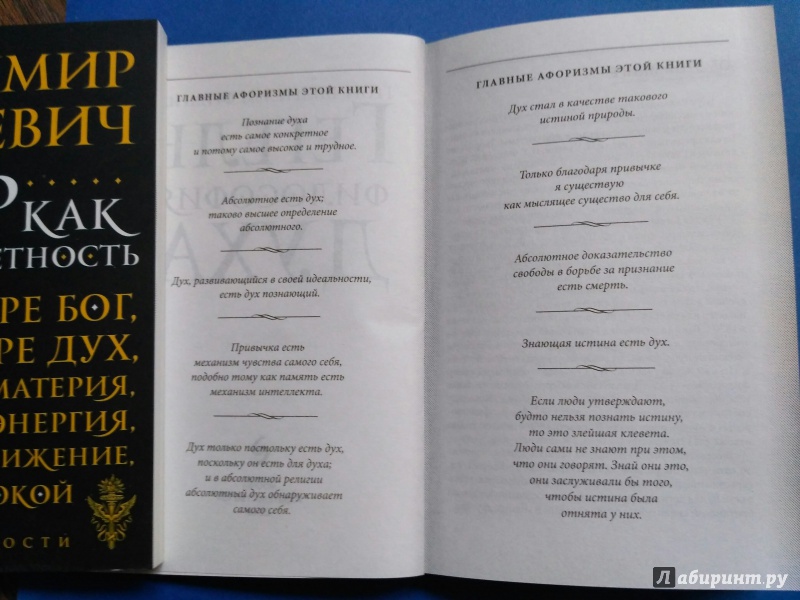 МИР
ЕВИЧ
КАК
ЕТНОСТЬ
РЕ БОГ,
РЕ ДУХ,
МАТЕРИЯ,
ЭНЕРГИЯ,
ИЖЕНИЕ,
ОКОЙ
ОСТИ
ГЛАВНЫЕ АФОРИЗМЫ ЭТОЙ КНИГИ
Познание духа
есть самое конкретное
и потому самое высокое и трудное.
Абсолютное есть дух;
таково высшее определение
абсолютного.
Дух, развивающийся в своей идеальности,
есть дух познающий.
Привычка есть
механизм чувства самого себя,
подобно тому как память есть
механизм интеллекта.
Дух только постольку есть дух,
поскольку он есть для духа;
и в абсолютной религии
абсолютный дух обнаруживает
самого себя.
ГЛАВНЫЕ АФОРИЗМЫ ЭТОЙ КНИГИ
Дух стал в качестве такового
истиной природы.
Только благодаря привычке
я существую
как мыслящее существо для себя.
Абсолютное доказательство
свободы в борьбе за признание
есть смерть.
Знающая истина есть дух.
Если люди утверждают,
будто нельзя познать истину,
то это злейшая клевета.
Люди сами не знают при этом,
что они говорят. Знай они это,
они заслуживали бы того,
чтобы истина была
отнята у них.
Лабиринт.ру